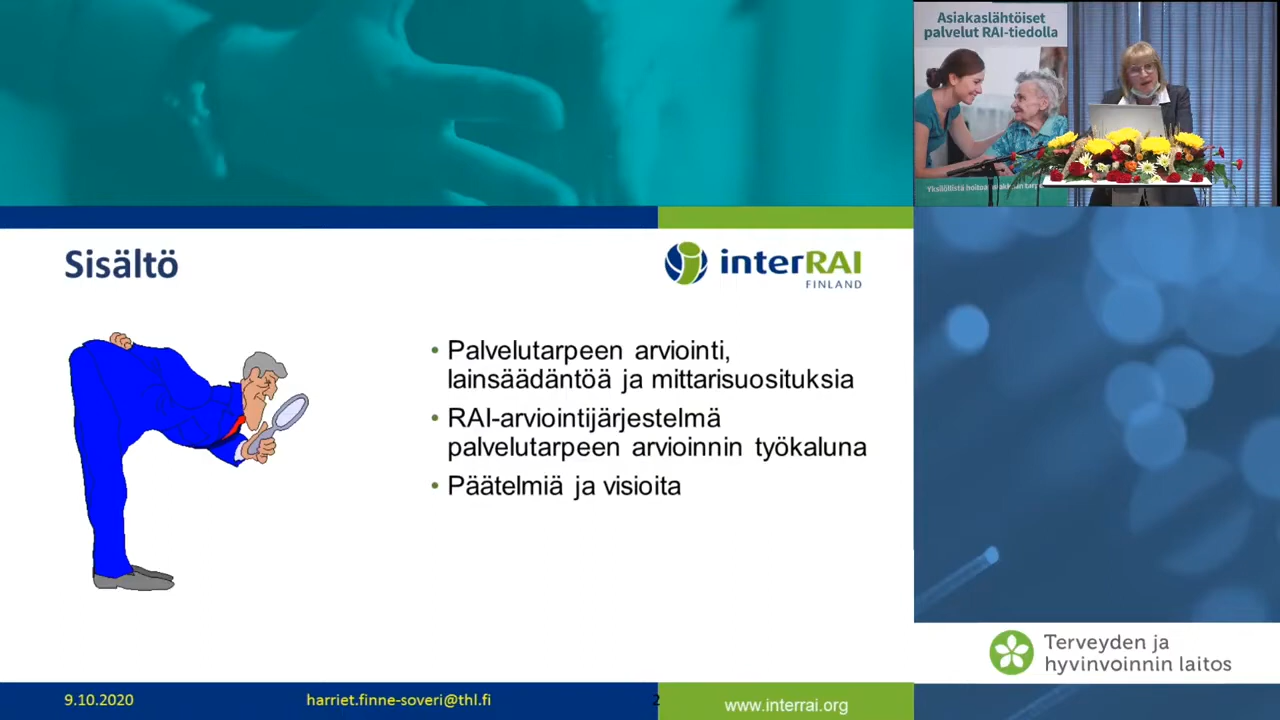 Asiakaslähtöiset
palvelut RAI-tiedolla
Sisältö
interRAI
FINLAND
• Palvelutarpeen arviointi,
lainsäädäntöä ja mittarisuosituksia
• RAI-arviointijärjestelmä
palvelutarpeen arvioinnin työkaluna
• Päätelmiä ja visioita
Terveyden ja
hyvinvoinnin laitos
9.10.2020
harriet.finne-soveri@thl.fi
2
www.interrai.org